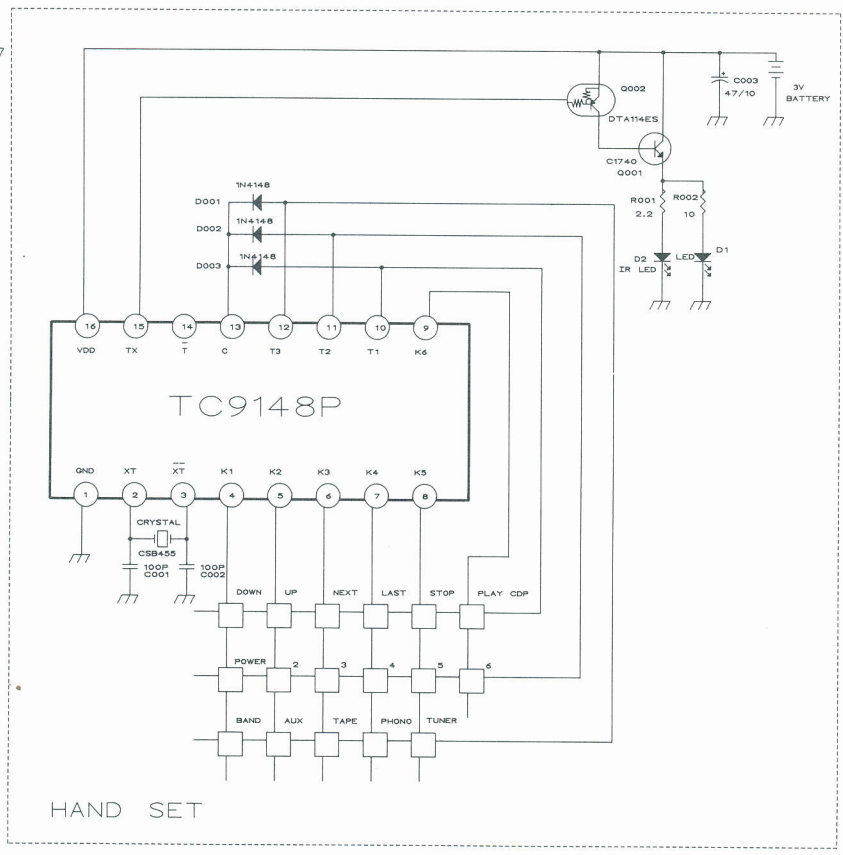 7
Q002
C003
47/10
3V
BATTERY
DTA114ES
C1740
Q001
1N4148
D001
1N4148
D002
1N4148
D003
R001
2.2
R002
10
D2
IR LED
LED
D1
16 15 14 13 12 11 10 9
VDD TX T C T3 T2 T1 K6
TC9148P
GND XT XT K1 K2 K3 K4 K5
1 2 3 4 5 6 7 8
CRYSTAL
CSB455
100P
C001
100P
C002
DOWN UP NEXT LAST STOP PLAY CDP
POWER 2 3 4 5 6
BAND AUX TAPE PHONO TUNER
HAND SET